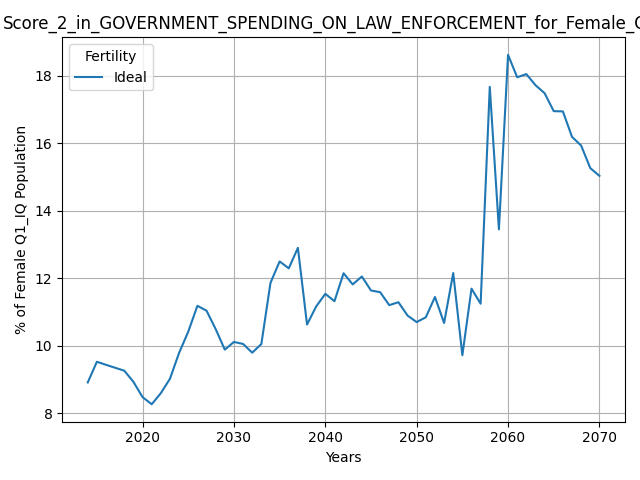 Score_2_in_GOVERNMENT_SPENDING_ON_LAW_ENFORCEMENT_for_Female_
Fertility
Ideal
% of Female Q1_IQ Population
18
16
14
12
10
8
2020 2030 2040 2050 2060 2070
Years